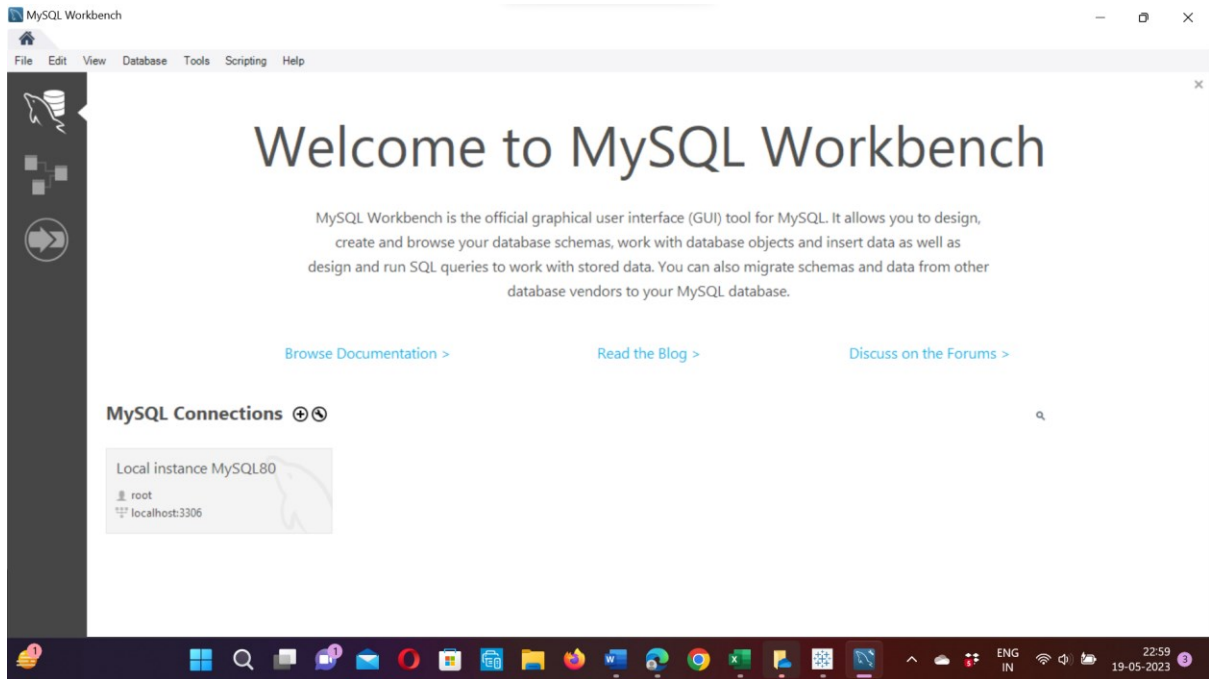 MySQL Workbench
File Edit View Database Tools Scripting Help
Welcome to MySQL Workbench
MySQL Workbench is the official graphical user interface (GUI) tool for MySQL. It allows you to design,
create and browse your database schemas, work with database objects and insert data as well as
design and run SQL queries to work with stored data. You can also migrate schemas and data from other
database vendors to your MySQL database.
Browse Documentation > Read the Blog > Discuss on the Forums >
MySQL Connections
Local instance MySQL80
root
localhost:3306
1 1 ENG 22:59
IN 19-05-2023 3